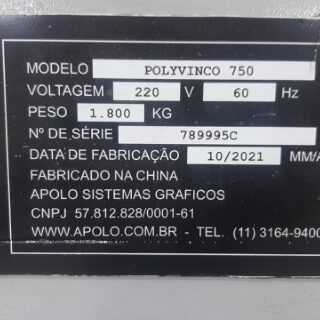 MODELO POLYVINCO 750
VOLTAGEM 220 V 60 Hz
PESO 1.800 KG
Nº DE SÉRIE 789995C
DATA DE FABRICAÇÃO 10/2021 MM/A
FABRICADO NA CHINA
APOLO SISTEMAS GRAFICOS
CNPJ 57.812.828/0001-61
WWW.APOLO.COM.BR - TEL. (11) 3164-9400